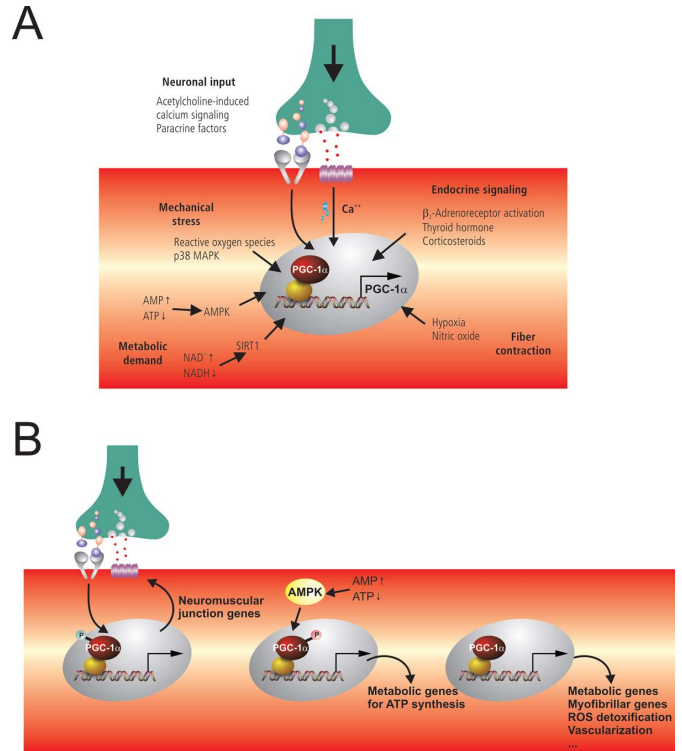 A
Neuronal input
Acetylcholine-induced
calcium signaling
Paracrine factors
Mechanical
stress
Reactive oxygen species
p38 MAPK
Ca++
Endocrine signaling
β2-Adrenoreceptor activation
Thyroid hormone
Corticosteroids
PGC-1α
PGC-1α
AMP↑
ATP↓
AMPK
Metabolic
demand
NAD+↑
NADH↓
SIRT1
Hypoxia
Nitric oxide
Fiber
contraction
B
Neuromuscular
junction genes
P
PGC-1α
AMPK
AMP↑
ATP↓
P
PGC-1α
Metabolic genes
for ATP synthesis
PGC-1α
Metabolic genes
Myofibrillar genes
ROS detoxification
Vascularization
...